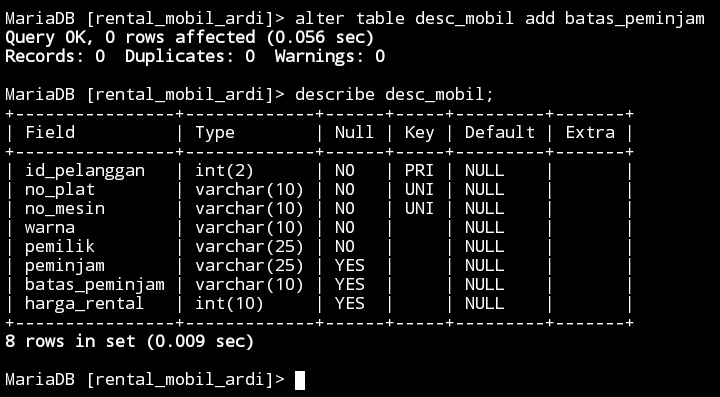 MariaDB [rental_mobil_ardi]> alter table desc_mobil add batas_peminjam
Query OK, 0 rows affected (0.056 sec)
Records: 0  Duplicates: 0  Warnings: 0

MariaDB [rental_mobil_ardi]> describe desc_mobil;
+----------------+-------------+------+-----+---------+-------+
| Field          | Type        | Null | Key | Default | Extra |
+----------------+-------------+------+-----+---------+-------+
| id_pelanggan   | int(2)      | NO   | PRI | NULL    |       |
| no_plat        | varchar(10) | NO   | UNI | NULL    |       |
| no_mesin       | varchar(10) | NO   | UNI | NULL    |       |
| warna          | varchar(10) | NO   |     | NULL    |       |
| pemilik        | varchar(25) | NO   |     | NULL    |       |
| peminjam       | varchar(25) | YES  |     | NULL    |       |
| batas_peminjam | varchar(10) | YES  |     | NULL    |       |
| harga_rental   | int(10)     | YES  |     | NULL    |       |
+----------------+-------------+------+-----+---------+-------+
8 rows in set (0.009 sec)

MariaDB [rental_mobil_ardi]>